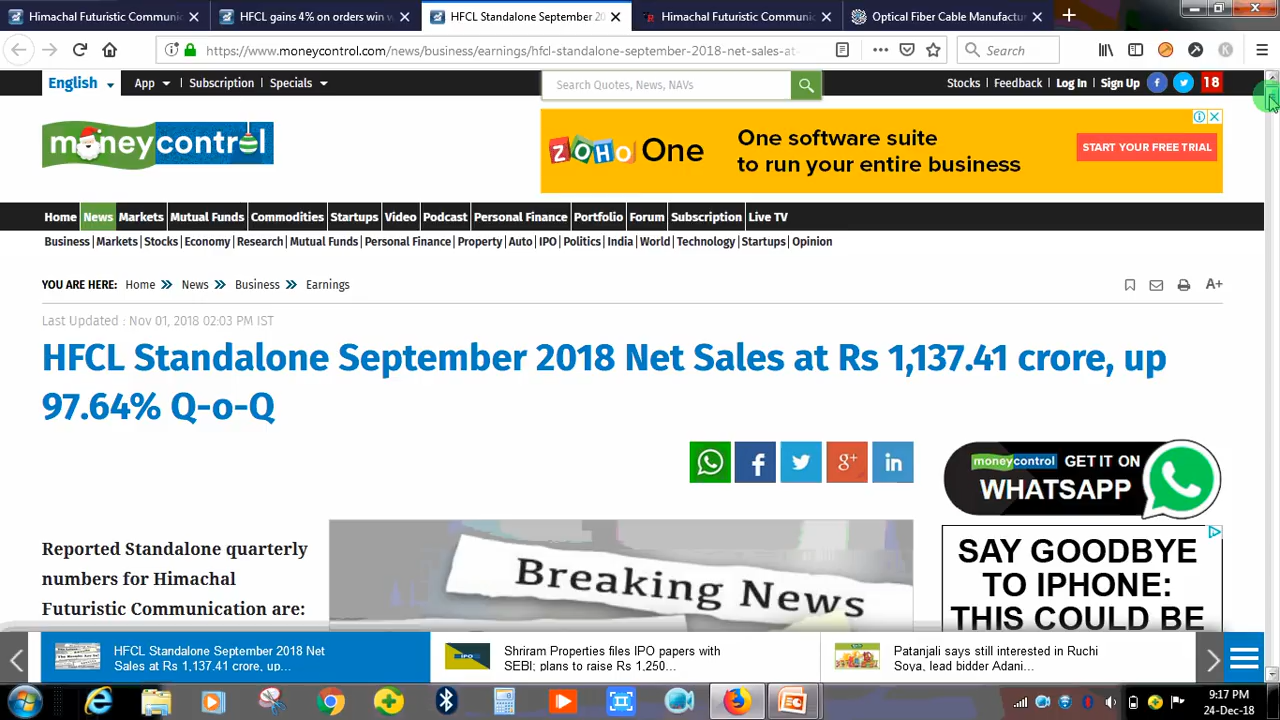 Himachal Futuristic Communic
HFCL gains 4% on orders win w
HFCL Standalone September 20
Himachal Futuristic Communic
Optical Fiber Cable Manufactur
https://www.moneycontrol.com/news/business/earnings/hfcl-standalone-september-2018-net-sales-at-
Search
English
App
Subscription
Specials
Search Quotes, News, NAVs
Stocks
Feedback
Log In
Sign Up
18
moneycontrol
ZOHO One
One software suite
to run your entire business
START YOUR FREE TRIAL
Home News Markets Mutual Funds Commodities Startups Video Podcast Personal Finance Portfolio Forum Subscription Live TV
Business Markets Stocks Economy Research Mutual Funds Personal Finance Property Auto IPO Politics India World Technology Startups Opinion
YOU ARE HERE: Home News Business Earnings
A+
Last Updated : Nov 01, 2018 02:03 PM IST
HFCL Standalone September 2018 Net Sales at Rs 1,137.41 crore, up
97.64% Q-o-Q
g+
in
moneycontrol GET IT ON
WHATSAPP
Reported Standalone quarterly
numbers for Himachal
Futuristic Communication are:
Breaking News
SAY GOODBYE
TO IPHONE:
THIS COULD BE
HFCL Standalone September 2018 Net
Sales at Rs 1,137.41 crore, up...
Shriram Properties files IPO papers with
SEBI; plans to raise Rs 1,250...
Patanjali says still interested in Ruchi
Soya, lead bidder Adani...
9:17 PM
24-Dec-18